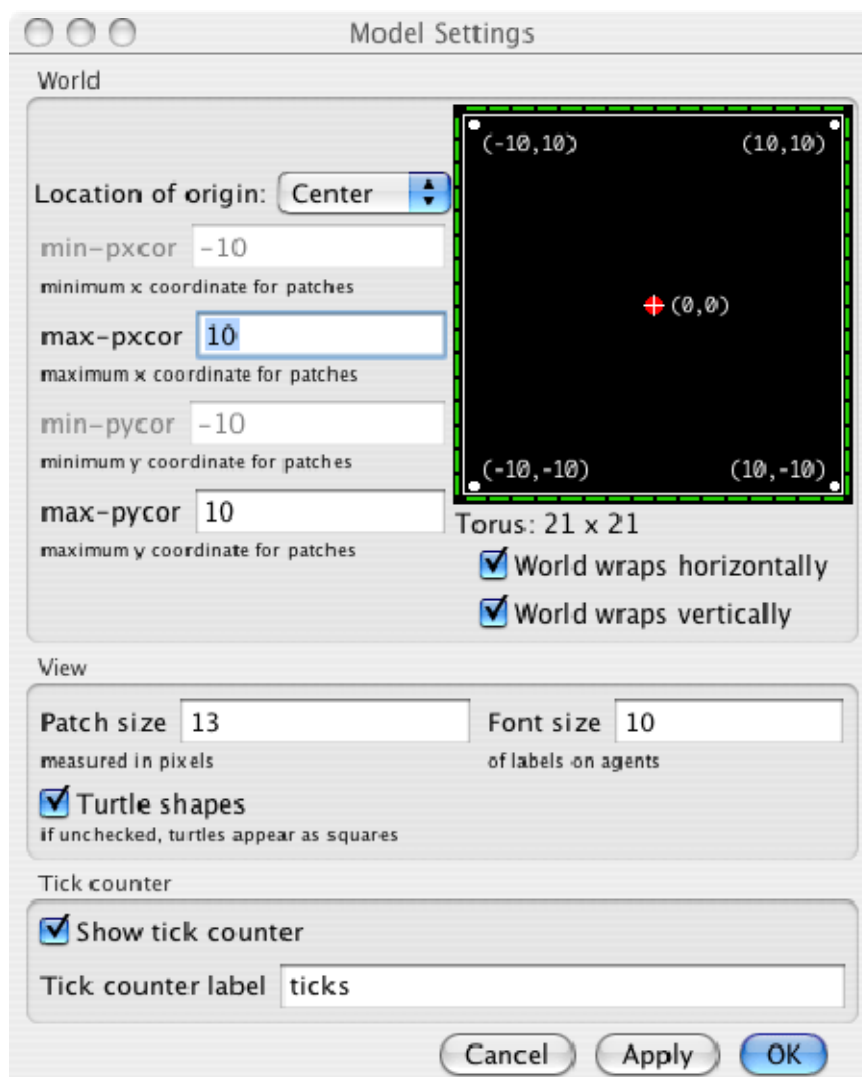 Model Settings
World
(-10,10) (10,10)
Location of origin: Center
min-pxcor -10
minimum x coordinate for patches
(0,0)
max-pxcor 10
maximum x coordinate for patches
min-pycor -10
minimum y coordinate for patches
(-10,-10) (10,-10)
max-pycor 10
maximum y coordinate for patches
Torus: 21 x 21
World wraps horizontally
World wraps vertically
View
Patch size 13 Font size 10
measured in pixels of labels on agents
Turtle shapes
if unchecked, turtles appear as squares
Tick counter
Show tick counter
Tick counter label ticks
Cancel Apply OK